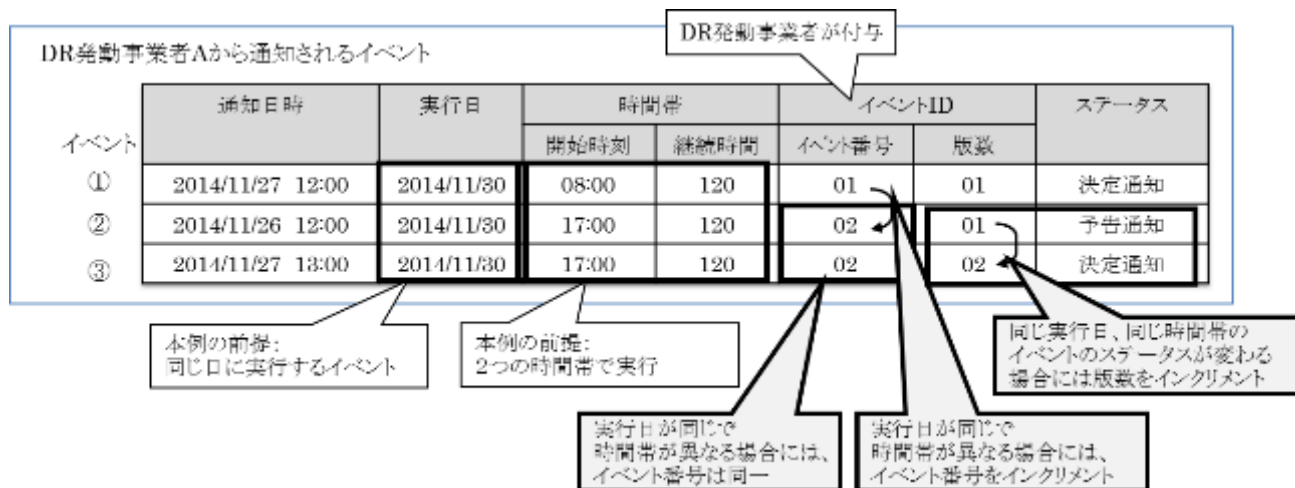 DR発動事業者が付与
DR発動事業者Aから通知されるイベント
通知日時 実行日 時間帯 イベントID ステータス
イベント 開始時刻 継続時間 イベント番号 版数
① 2014/11/27 12:00 2014/11/30 08:00 120 01 01 決定通知
② 2014/11/26 12:00 2014/11/30 17:00 120 02 01 予告通知
③ 2014/11/27 13:00 2014/11/30 17:00 120 02 02 決定通知
本例の前提:
同じ日に実行するイベント
本例の前提:
2つの時間帯で実行
同じ実行日、同じ時間帯の
イベントのステータスが変わる
場合には版数をインクリメント
実行日が同じで
時間帯が異なる場合には、
イベント番号は同一
実行日が同じで
時間帯が異なる場合には、
イベント番号をインクリメント